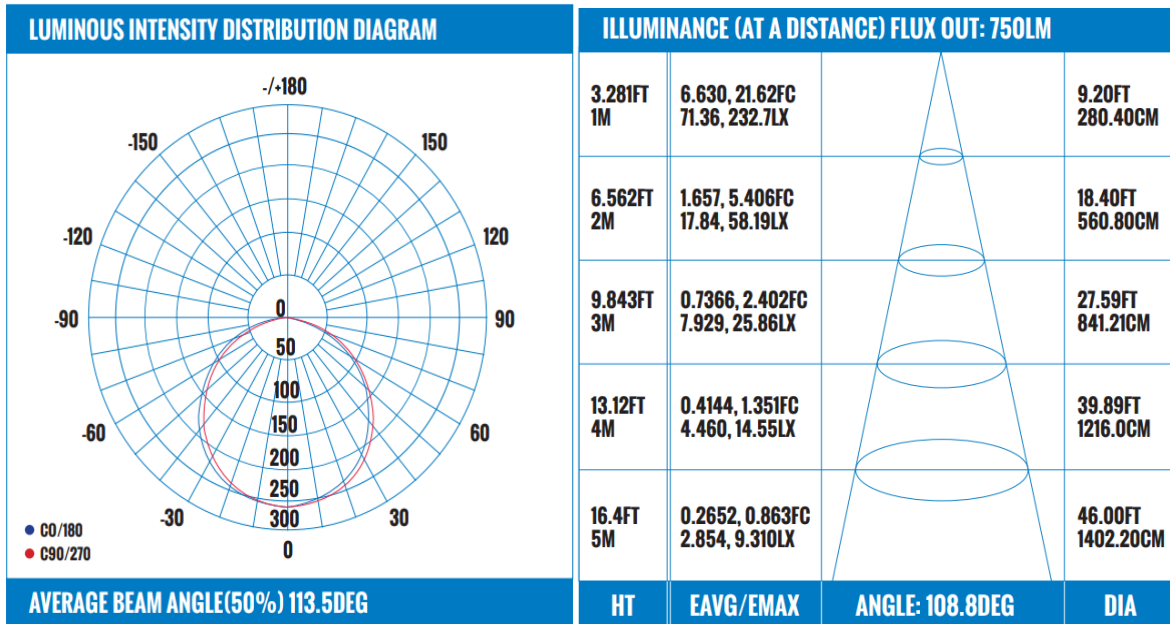 LUMINOUS INTENSITY DISTRIBUTION DIAGRAM
-/+180
-150
150
-120
120
-90
90
-60
60
-30
30
0
0
50
100
150
200
250
300
C0/180
C90/270
AVERAGE BEAM ANGLE(50%) 113.5DEG
ILLUMINANCE (AT A DISTANCE) FLUX OUT: 750LM
3.281FT
1M
6.630, 21.62FC
71.36, 232.7LX
9.20FT
280.40CM
6.562FT
2M
1.657, 5.406FC
17.84, 58.19LX
18.40FT
560.80CM
9.843FT
3M
0.7366, 2.402FC
7.929, 25.86LX
27.59FT
841.21CM
13.12FT
4M
0.4144, 1.351FC
4.460, 14.55LX
39.89FT
1216.0CM
16.4FT
5M
0.2652, 0.863FC
2.854, 9.310LX
46.00FT
1402.20CM
HT
EAVG/EMAX
ANGLE: 108.8DEG
DIA